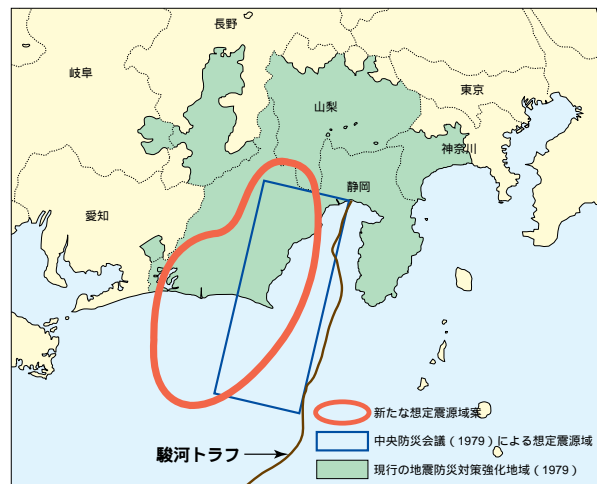 長野
岐阜
山梨
東京
神奈川
静岡
愛知
新たな想定震源域案
中央防災会議（1979）による想定震源域
駿河トラフ
現行の地震防災対策強化地域（1979）